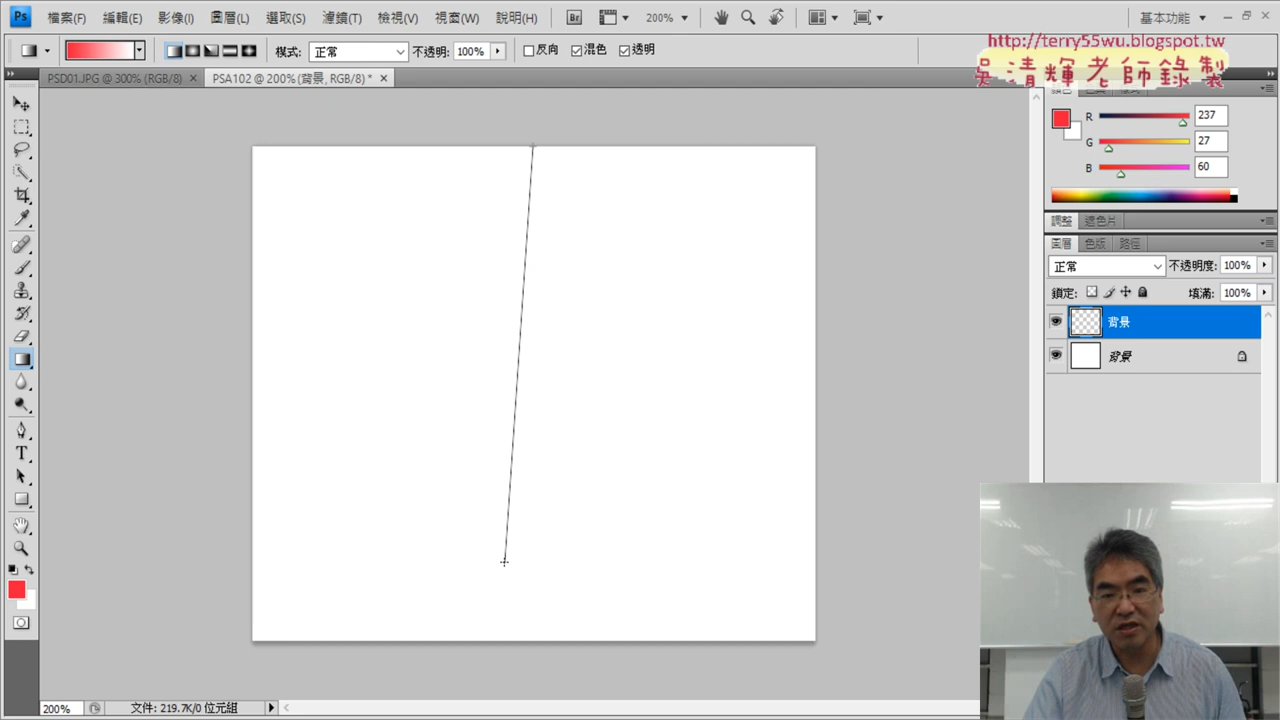 Ps 檔案(F) 編輯(E) 影像(I) 圖層(L) 選取(S) 濾鏡(T) 檢視(V) 視窗(W) 說明(H) Br 200% 基本功能
模式: 正常 不透明: 100% 反向 混色 透明
http://terry55wu.blogspot.tw
吳清輝老師錄製
PSD01.JPG @ 300% (RGB/8) × PSA102 @ 200% (背景, RGB/8) * ×
R 237
G 27
B 60
調整 遮色片
圖層 色版 路徑
正常 不透明度: 100%
鎖定: 填滿: 100%
背景
背景
T
200% 文件: 219.7K/0 位元組